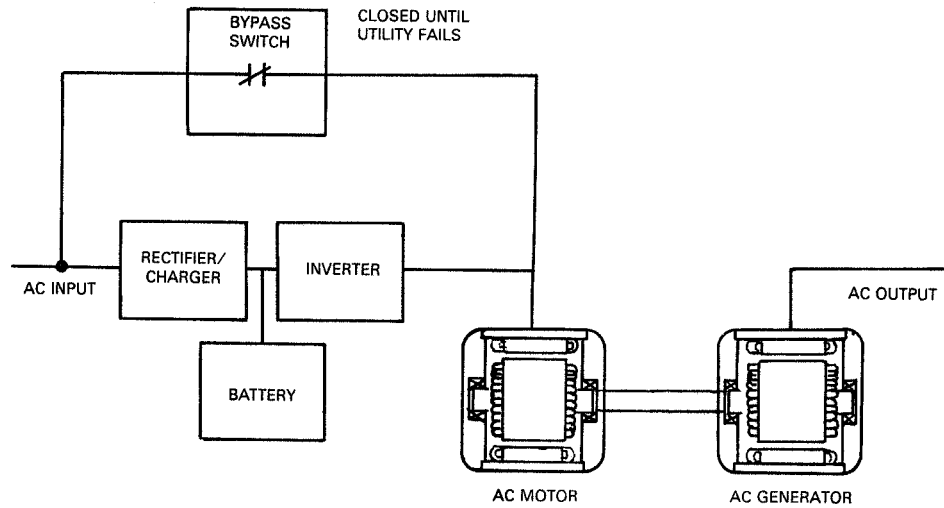 BYPASS
SWITCH
CLOSED UNTIL
UTILITY FAILS
RECTIFIER/
CHARGER
INVERTER
AC INPUT
AC OUTPUT
BATTERY
AC MOTOR
AC GENERATOR